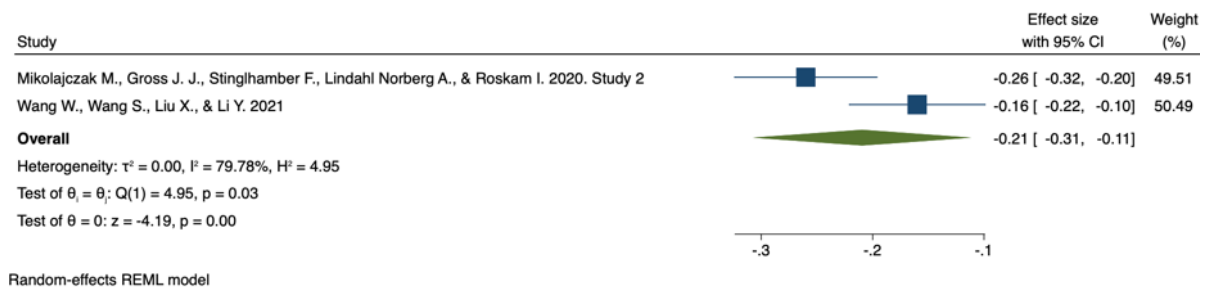 Effect size Weight
Study with 95% CI (%)
Mikolajczak M., Gross J. J., Stinglhamber F., Lindahl Norberg A., & Roskam I. 2020. Study 2 -0.26 [ -0.32, -0.20] 49.51
Wang W., Wang S., Liu X., & Li Y. 2021 -0.16 [ -0.22, -0.10] 50.49
Overall -0.21 [ -0.31, -0.11]
Heterogeneity: τ² = 0.00, I² = 79.78%, H² = 4.95
Test of θᵢ = θⱼ: Q(1) = 4.95, p = 0.03
Test of θ = 0: z = -4.19, p = 0.00
-.3 -.2 -.1
Random-effects REML model